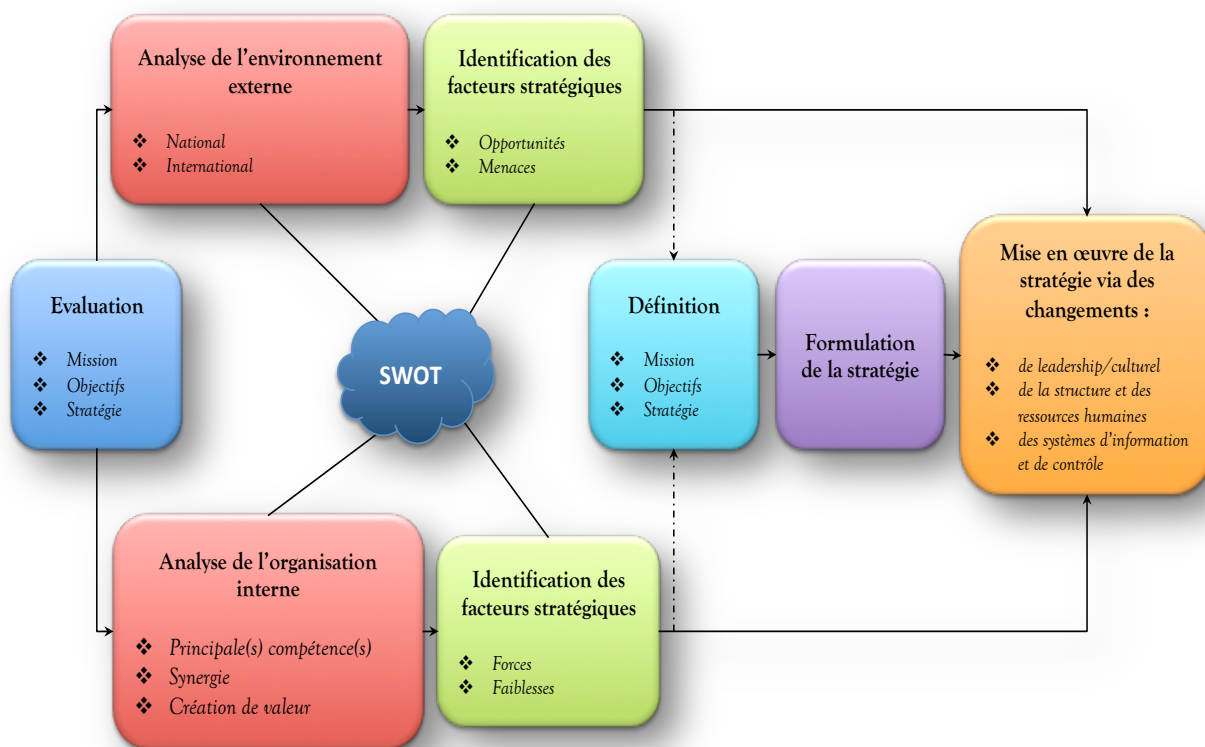 Analyse de l'environnement
externe
❖ National
❖ International
Identification des
facteurs stratégiques
❖ Opportunités
❖ Menaces
Evaluation
❖ Mission
❖ Objectifs
❖ Stratégie
SWOT
Définition
❖ Mission
❖ Objectifs
❖ Stratégie
Formulation
de la stratégie
Mise en œuvre de la
stratégie via des
changements :
❖ de leadership/culturel
❖ de la structure et des
ressources humaines
❖ des systèmes d'information
et de contrôle
Analyse de l'organisation
interne
❖ Principale(s) compétence(s)
❖ Synergie
❖ Création de valeur
Identification des
facteurs stratégiques
❖ Forces
❖ Faiblesses